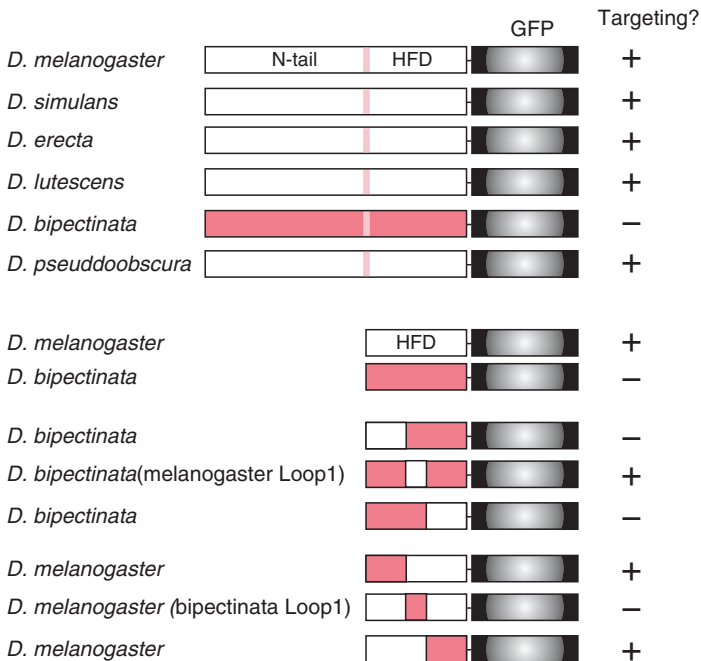 GFP Targeting?
D. melanogaster N-tail HFD +
D. simulans +
D. erecta +
D. lutescens +
D. bipectinata –
D. pseuddoobscura +
D. melanogaster HFD +
D. bipectinata –
D. bipectinata –
D. bipectinata(melanogaster Loop1) +
D. bipectinata –
D. melanogaster +
D. melanogaster (bipectinata Loop1) –
D. melanogaster +